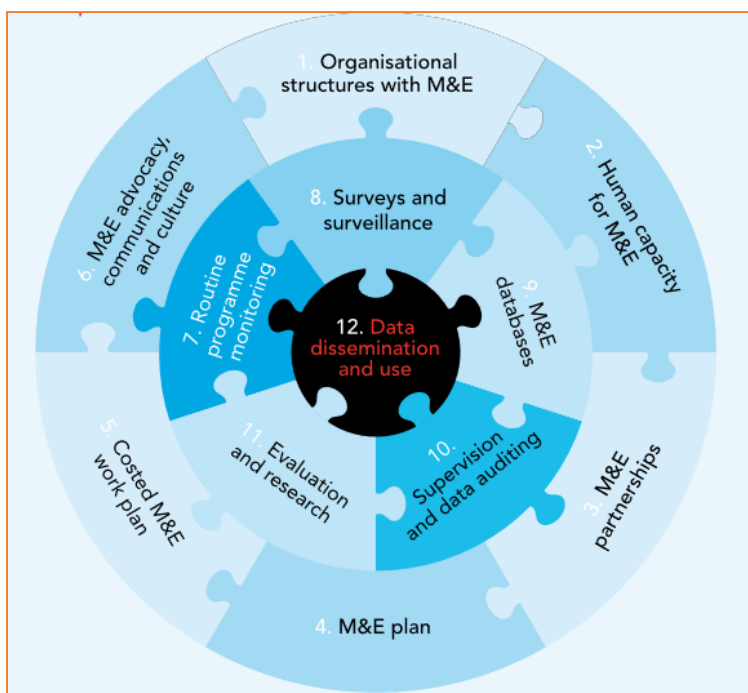 1. Organisational
structures with M&E
2. Human capacity
for M&E
3. M&E
partnerships
4. M&E plan
5. Costed M&E
work plan
6. M&E advocacy,
communications
and culture
7. Routine
programme
monitoring
8. Surveys and
surveillance
9. M&E
databases
10.
Supervision
and data auditing
11. Evaluation
and research
12. Data
dissemination
and use